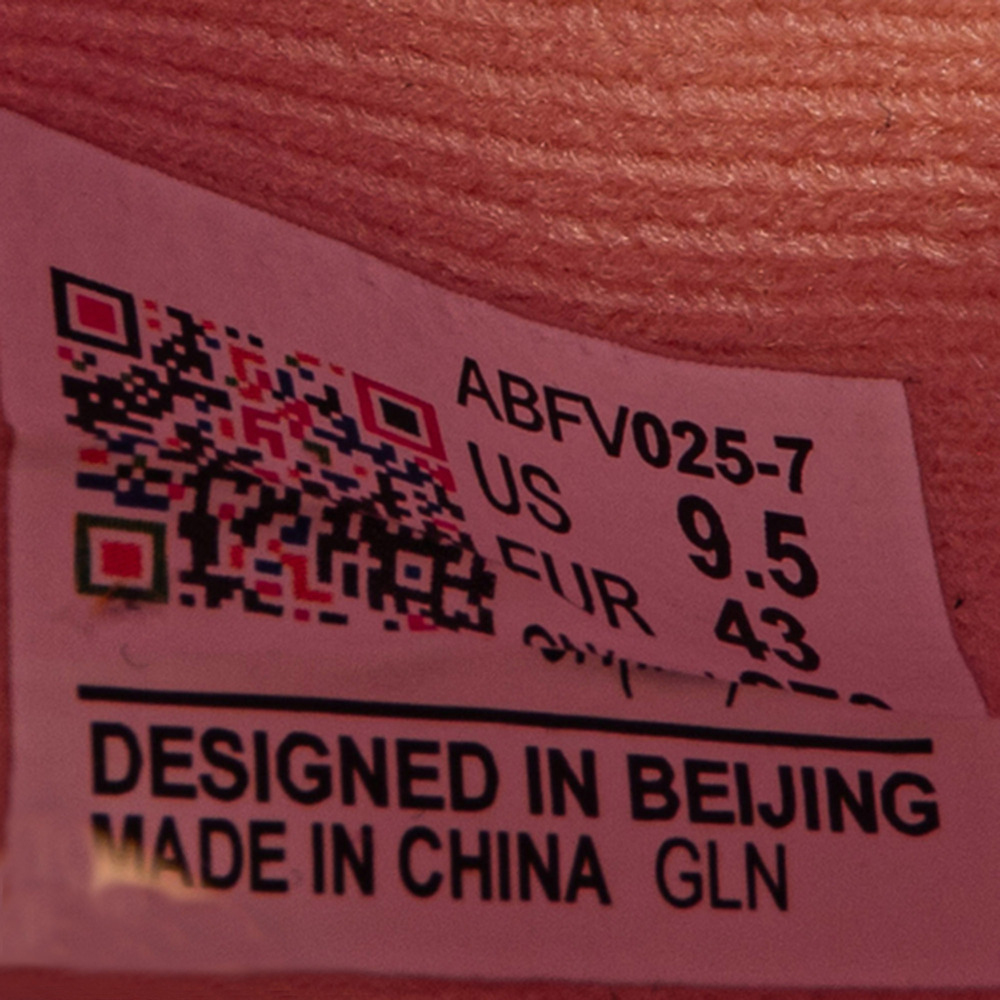 ABFV025-7
US 9.5
EUR 43
DESIGNED IN BEIJING
MADE IN CHINA GLN